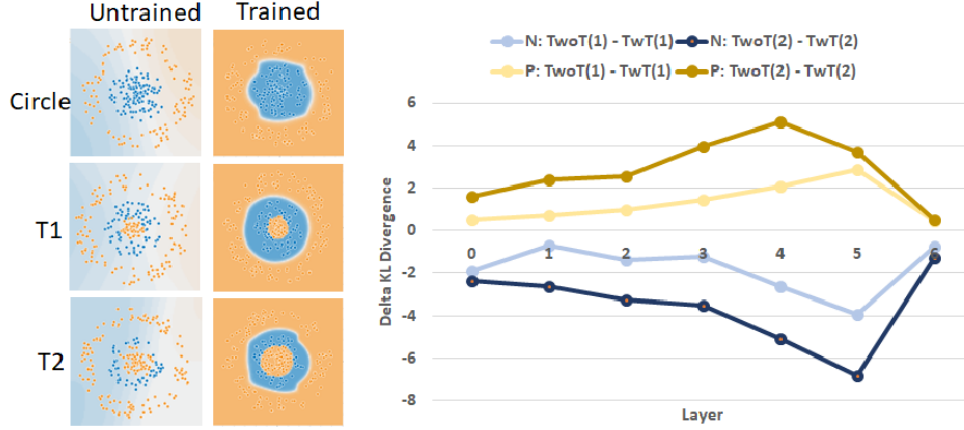 Untrained Trained
Circle
T1
T2
N: TwoT(1) - TwT(1) N: TwoT(2) - TwT(2)
P: TwoT(1) - TwT(1) P: TwoT(2) - TwT(2)
Delta KL Divergence
6
4
2
0
-2
-4
-6
-8
0 1 2 3 4 5 6
Layer